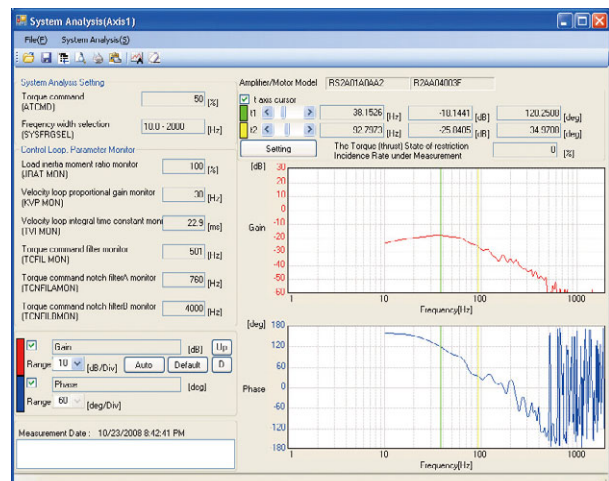 System Analysis(Axis1)
File(F) System Analysis(S)
System Analysis Setting
Torque command
(ATCMD)
50 [%]
Freqency width selection
(SYSFRGSEL)
10.0 - 2000 [Hz]
Control Loop, Parameter Monitor
Load inertia moment ratio monitor
(JRAT MON)
100 [%]
Velocity loop proportional gain monitor
(KVP MON)
30 [Hz]
Velocity loop integral time constant moni
(TVI MON)
22.9 [ms]
Torque command filter monitor
(TCFIL MON)
501 [Hz]
Torque command notch filterA monitor
(TCNFILAMON)
760 [Hz]
Torque command notch filterB monitor
(TCNFILBMON)
4000 [Hz]
Gain [dB] Up
Range 10 [dB/Div] Auto Default D
Phase [deg]
Range 60 [deg/Div]
Measurement Date : 10/23/2008 8:42:41 PM
Amplifier/Motor Model RS2A01A0AA2 R2AA04003F
t axis cursor
t1 38.1526 [Hz] -18.1441 [dB] 120.2500 [deg]
t2 92.7973 [Hz] -25.0405 [dB] 34.9700 [deg]
Setting
The Torque (thrust) State of restriction
Incidence Rate under Measurement
0 [%]
[dB] 30
20
10
0
Gain -10
-20
-30
-40
-50
60
1 10 100 1000
Frequency[Hz]
[deg] 180
120
60
0
Phase 60
120
180
1 10 100 1000
Frequency[Hz]